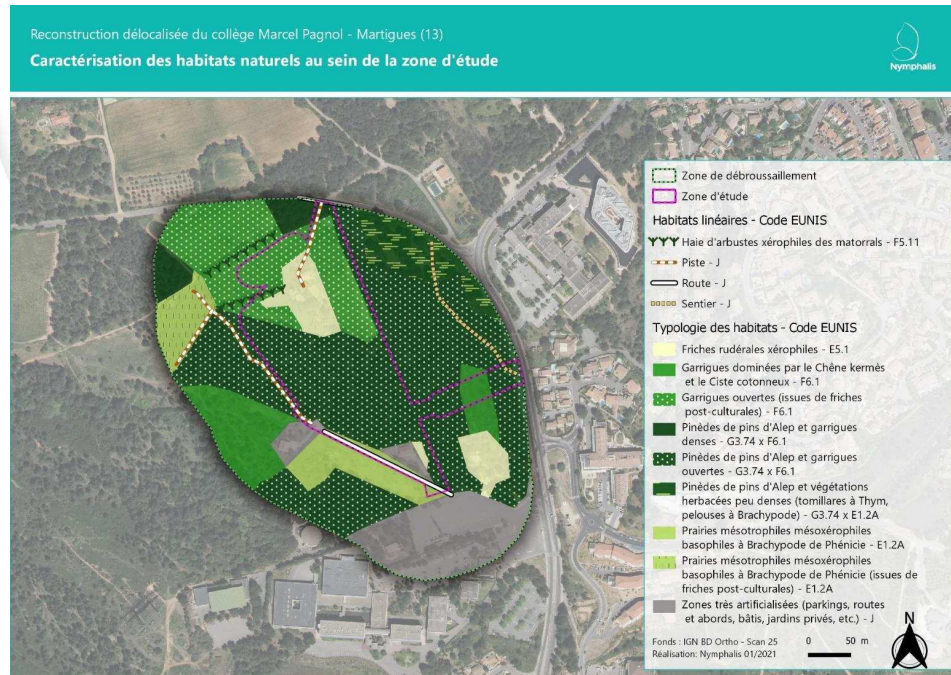 Reconstruction délocalisée du collège Marcel Pagnol - Martigues (13)
Caractérisation des habitats naturels au sein de la zone d'étude
Nymphalis
Zone de débroussaillement
Zone d'étude
Habitats linéaires - Code EUNIS
Haie d'arbustes xérophiles des matorrals - F5.11
Piste - J
Route - J
Sentier - J
Typologie des habitats - Code EUNIS
Friches rudérales xérophiles - E5.1
Garrigues dominées par le Chêne kermès
et le Ciste cotonneux - F6.1
Garrigues ouvertes (issues de friches
post-culturales) - F6.1
Pinèdes de pins d'Alep et garrigues
denses - G3.74 x F6.1
Pinèdes de pins d'Alep et garrigues
ouvertes - G3.74 x F6.1
Pinèdes de pins d'Alep et végétations
herbacées peu denses (tomillares à Thym,
pelouses à Brachypode) - G3.74 x E1.2A
Prairies mésotrophiles mésoxérophiles
basophiles à Brachypode de Phénicie - E1.2A
Prairies mésotrophiles mésoxérophiles
basophiles à Brachypode de Phénicie (issues de
friches post-culturales) - E1.2A
Zones très artificialisées (parkings, routes
et abords, bâtis, jardins privés, etc.) - J
N
Fonds : IGN BD Ortho - Scan 25
0 50 m
Réalisation: Nymphalis 01/2021